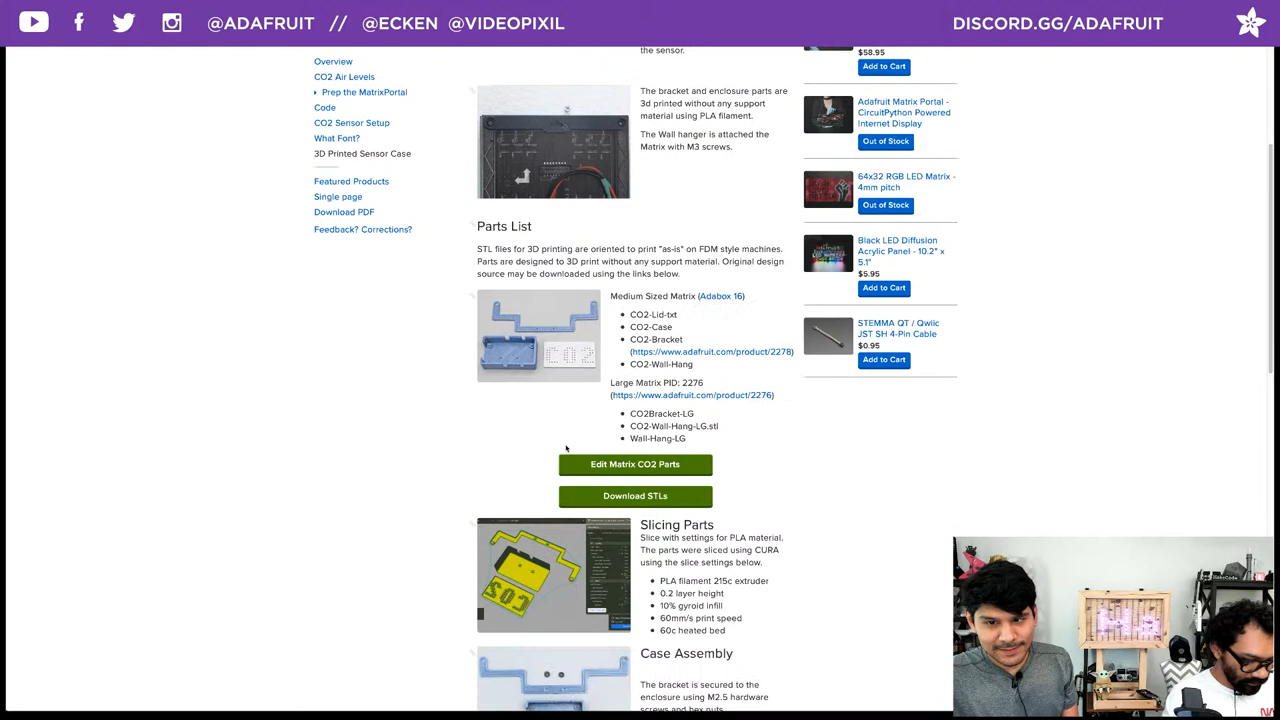 @ADAFRUIT // @ECKEN @VIDEOPIXIL
DISCORD.GG/ADAFRUIT
Overview
CO2 Air Levels
Prep the MatrixPortal
Code
CO2 Sensor Setup
What Font?
3D Printed Sensor Case
Featured Products
Single page
Download PDF
Feedback? Corrections?
the sensor.
The bracket and enclosure parts are
3d printed without any support
material using PLA filament.
The Wall hanger is attached the
Matrix with M3 screws.
Parts List
STL files for 3D printing are oriented to print "as-is" on FDM style machines.
Parts are designed to 3D print without any support material. Original design
source may be downloaded using the links below.
Medium Sized Matrix (Adabox 16)
CO2-Lid-txt
CO2-Case
CO2-Bracket
(https://www.adafruit.com/product/2278)
CO2-Wall-Hang
Large Matrix PID: 2276
(https://www.adafruit.com/product/2276)
CO2Bracket-LG
CO2-Wall-Hang-LG.stl
Wall-Hang-LG
Edit Matrix CO2 Parts
Download STLs
Slicing Parts
Slice with settings for PLA material.
The parts were sliced using CURA
using the slice settings below.
PLA filament 215c extruder
0.2 layer height
10% gyroid infill
60mm/s print speed
60c heated bed
Case Assembly
The bracket is secured to the
enclosure using M2.5 hardware
screws and hex nuts.
$58.95
Add to Cart
Adafruit Matrix Portal -
CircuitPython Powered
Internet Display
Out of Stock
64x32 RGB LED Matrix -
4mm pitch
Out of Stock
Black LED Diffusion
Acrylic Panel - 10.2" x
5.1"
$5.95
Add to Cart
STEMMA QT / Qwiic
JST SH 4-Pin Cable
$0.95
Add to Cart